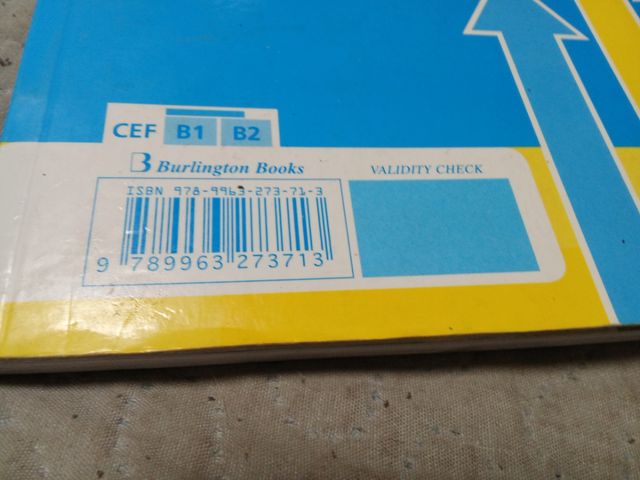 CEF B1 B2
B Burlington Books
VALIDITY CHECK
ISBN 978-9963-273-71-3
9 789963 273713